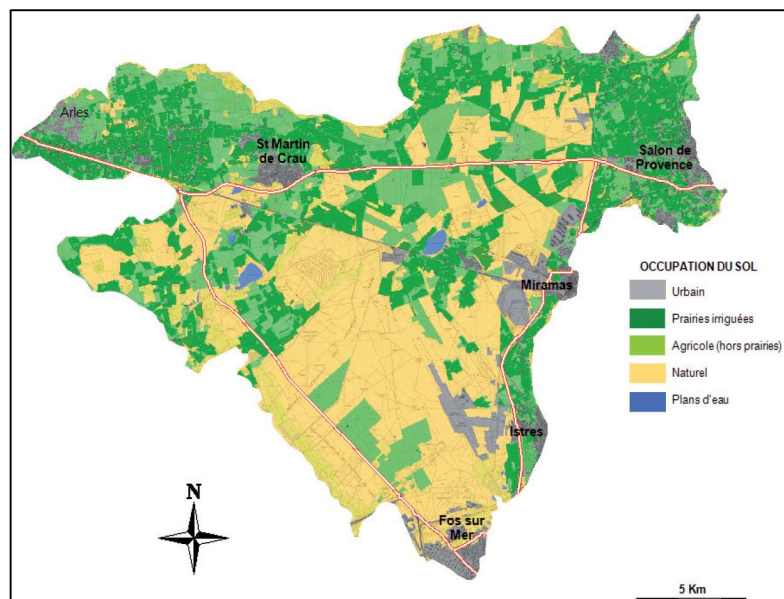 Arles
St Martin
de Crau
Salon de
Provence
Miramas
Istres
Fos sur
Mer
OCCUPATION DU SOL
Urbain
Prairies irriguées
Agricole (hors prairies)
Naturel
Plans d'eau
N
5 Km